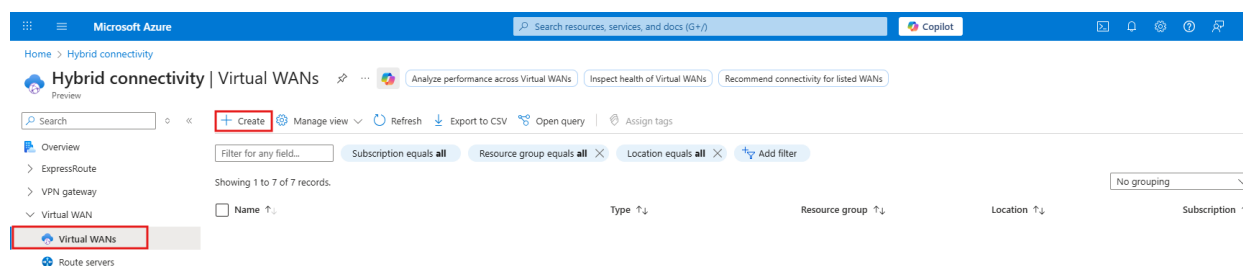 Microsoft Azure
Search resources, services, and docs (G+/)
Copilot
Home > Hybrid connectivity
Hybrid connectivity | Virtual WANs
Preview
Analyze performance across Virtual WANs
Inspect health of Virtual WANs
Recommend connectivity for listed WANs
Search
+ Create
Manage view
Refresh
Export to CSV
Open query
Assign tags
Overview
ExpressRoute
VPN gateway
Virtual WAN
Virtual WANs
Route servers
Filter for any field...
Subscription equals all
Resource group equals all
Location equals all
Add filter
Showing 1 to 7 of 7 records.
No grouping
Name
Type
Resource group
Location
Subscription